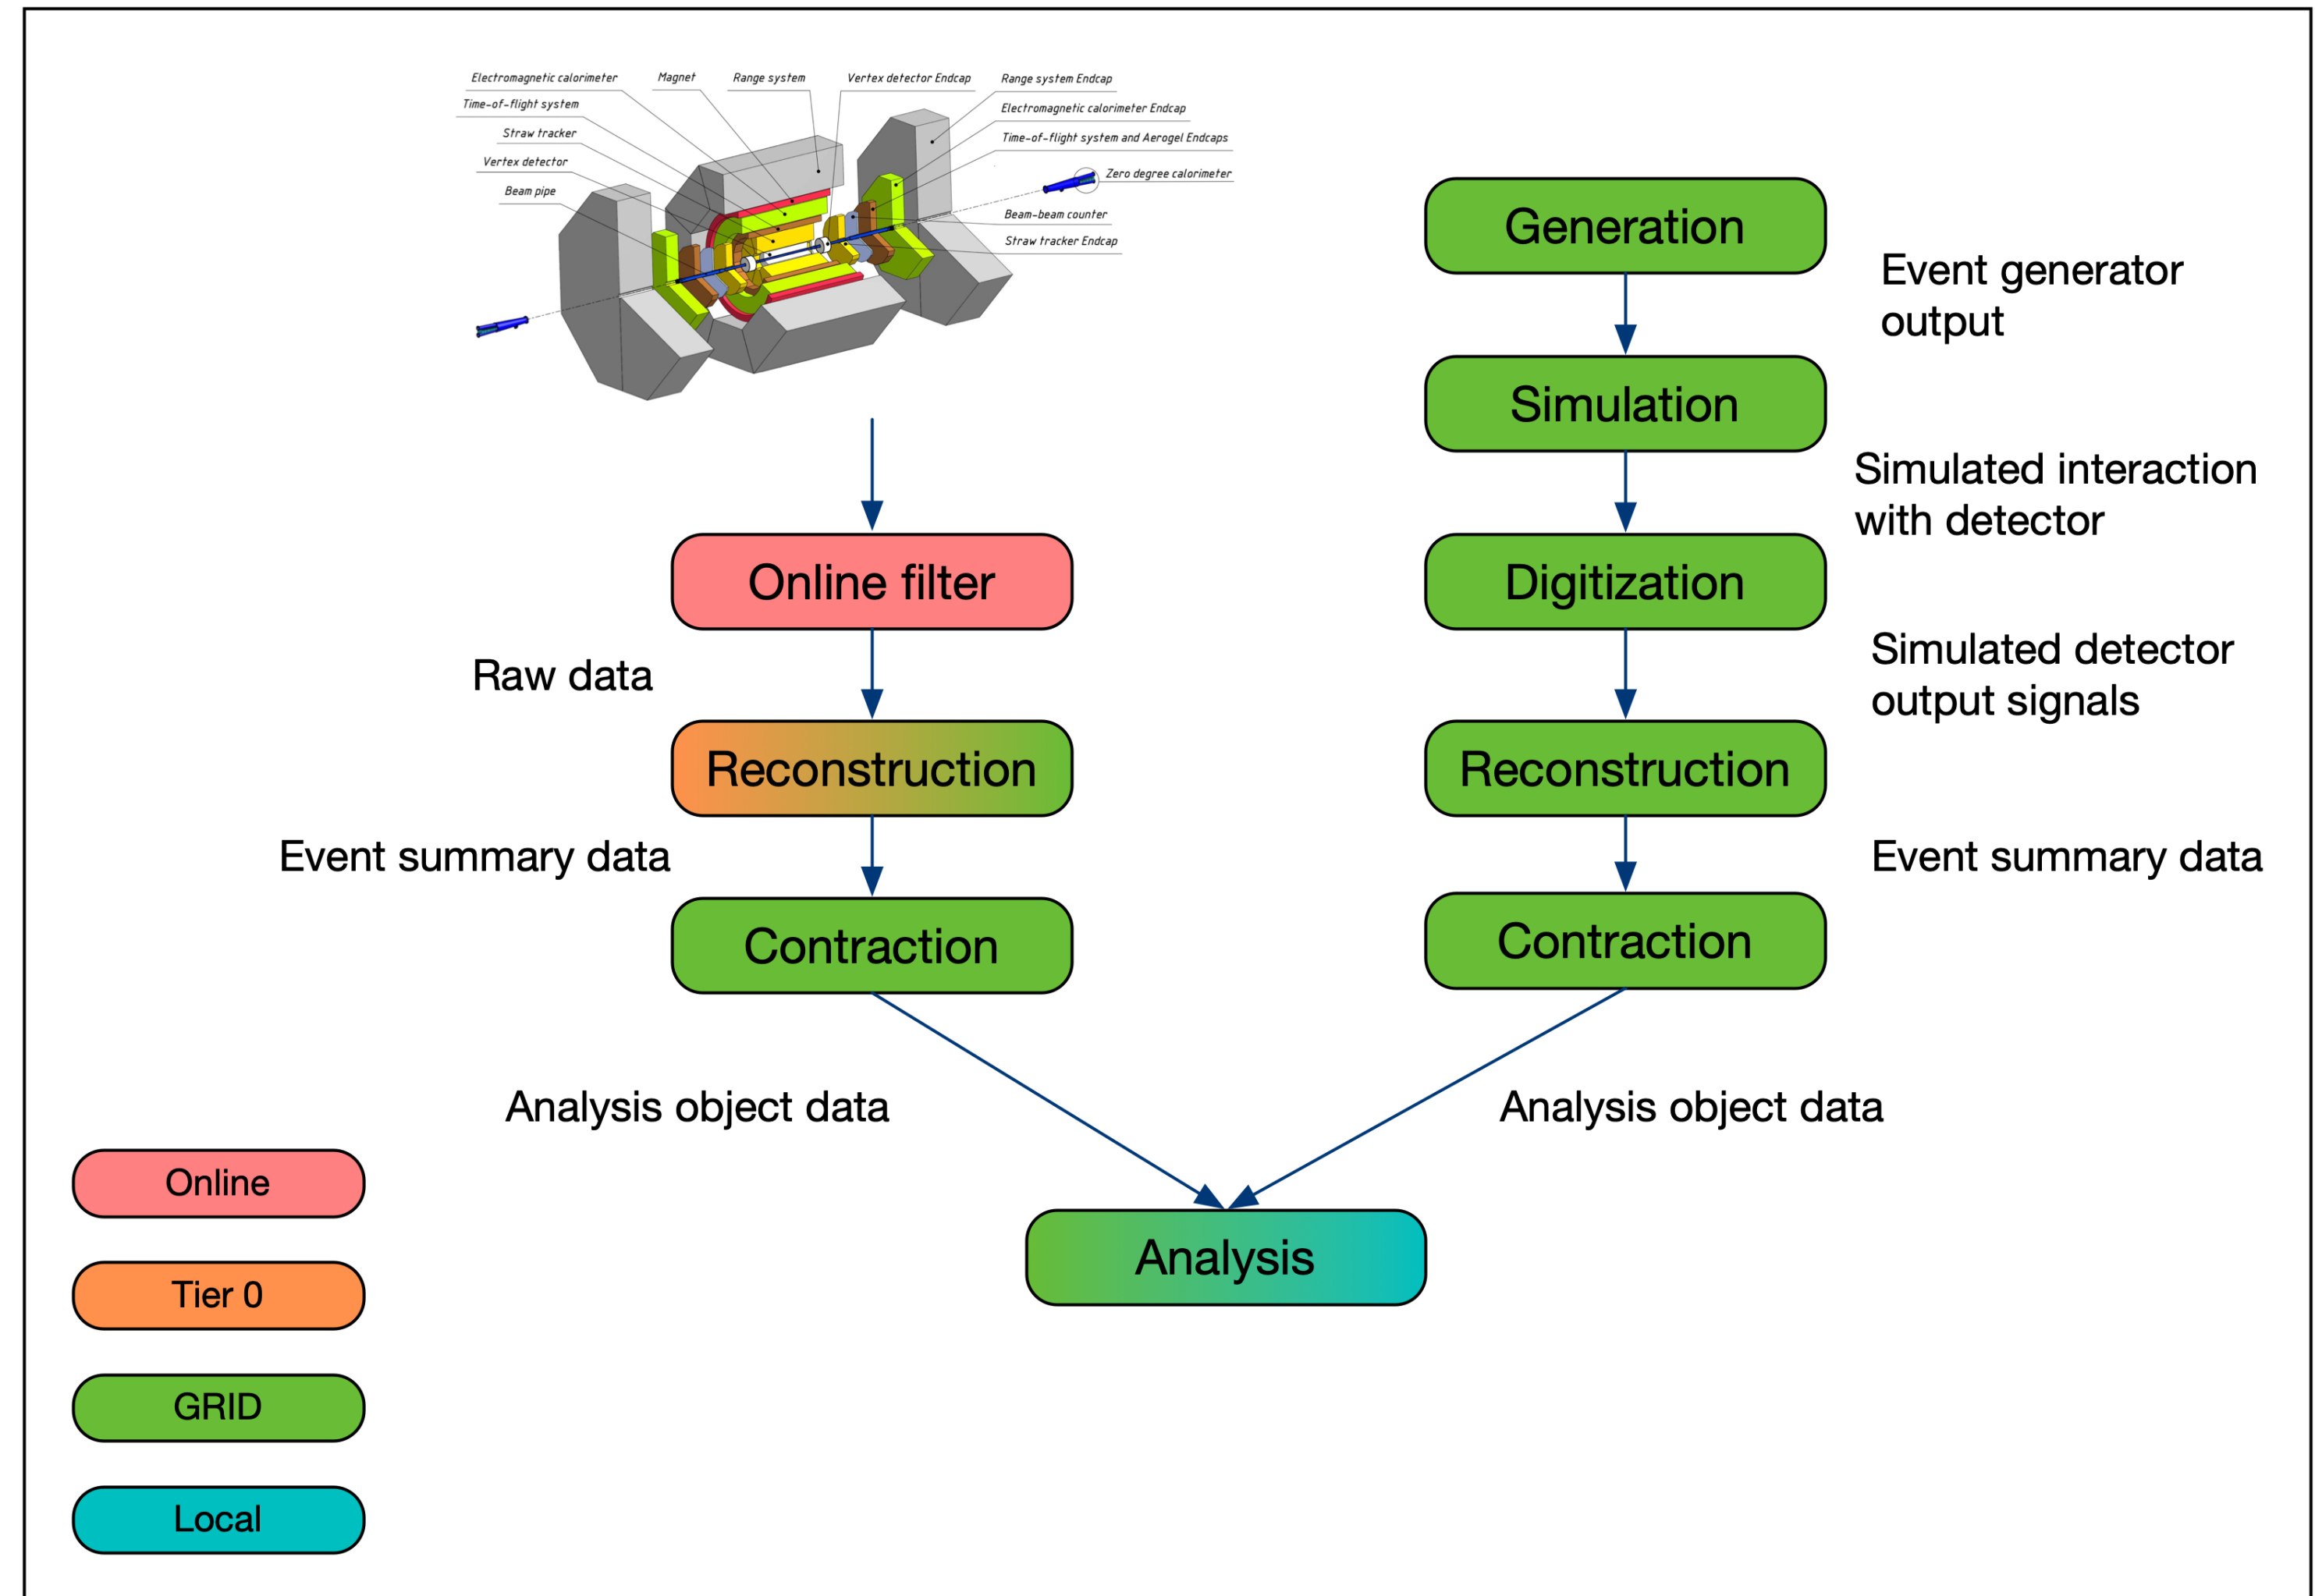 Electromagnetic calorimeter
Magnet
Range system
Vertex detector Endcap
Range system Endcap
Time-of-flight system
Electromagnetic calorimeter Endcap
Straw tracker
Time-of-flight system and Aerogel Endcaps
Vertex detector
Zero degree calorimeter
Beam pipe
Beam-beam counter
Straw tracker Endcap
Generation
Event generator
output
Simulation
Simulated interaction
with detector
Online filter
Digitization
Raw data
Simulated detector
output signals
Reconstruction
Reconstruction
Event summary data
Event summary data
Contraction
Contraction
Analysis object data
Analysis object data
Analysis
Online
Tier 0
GRID
Local